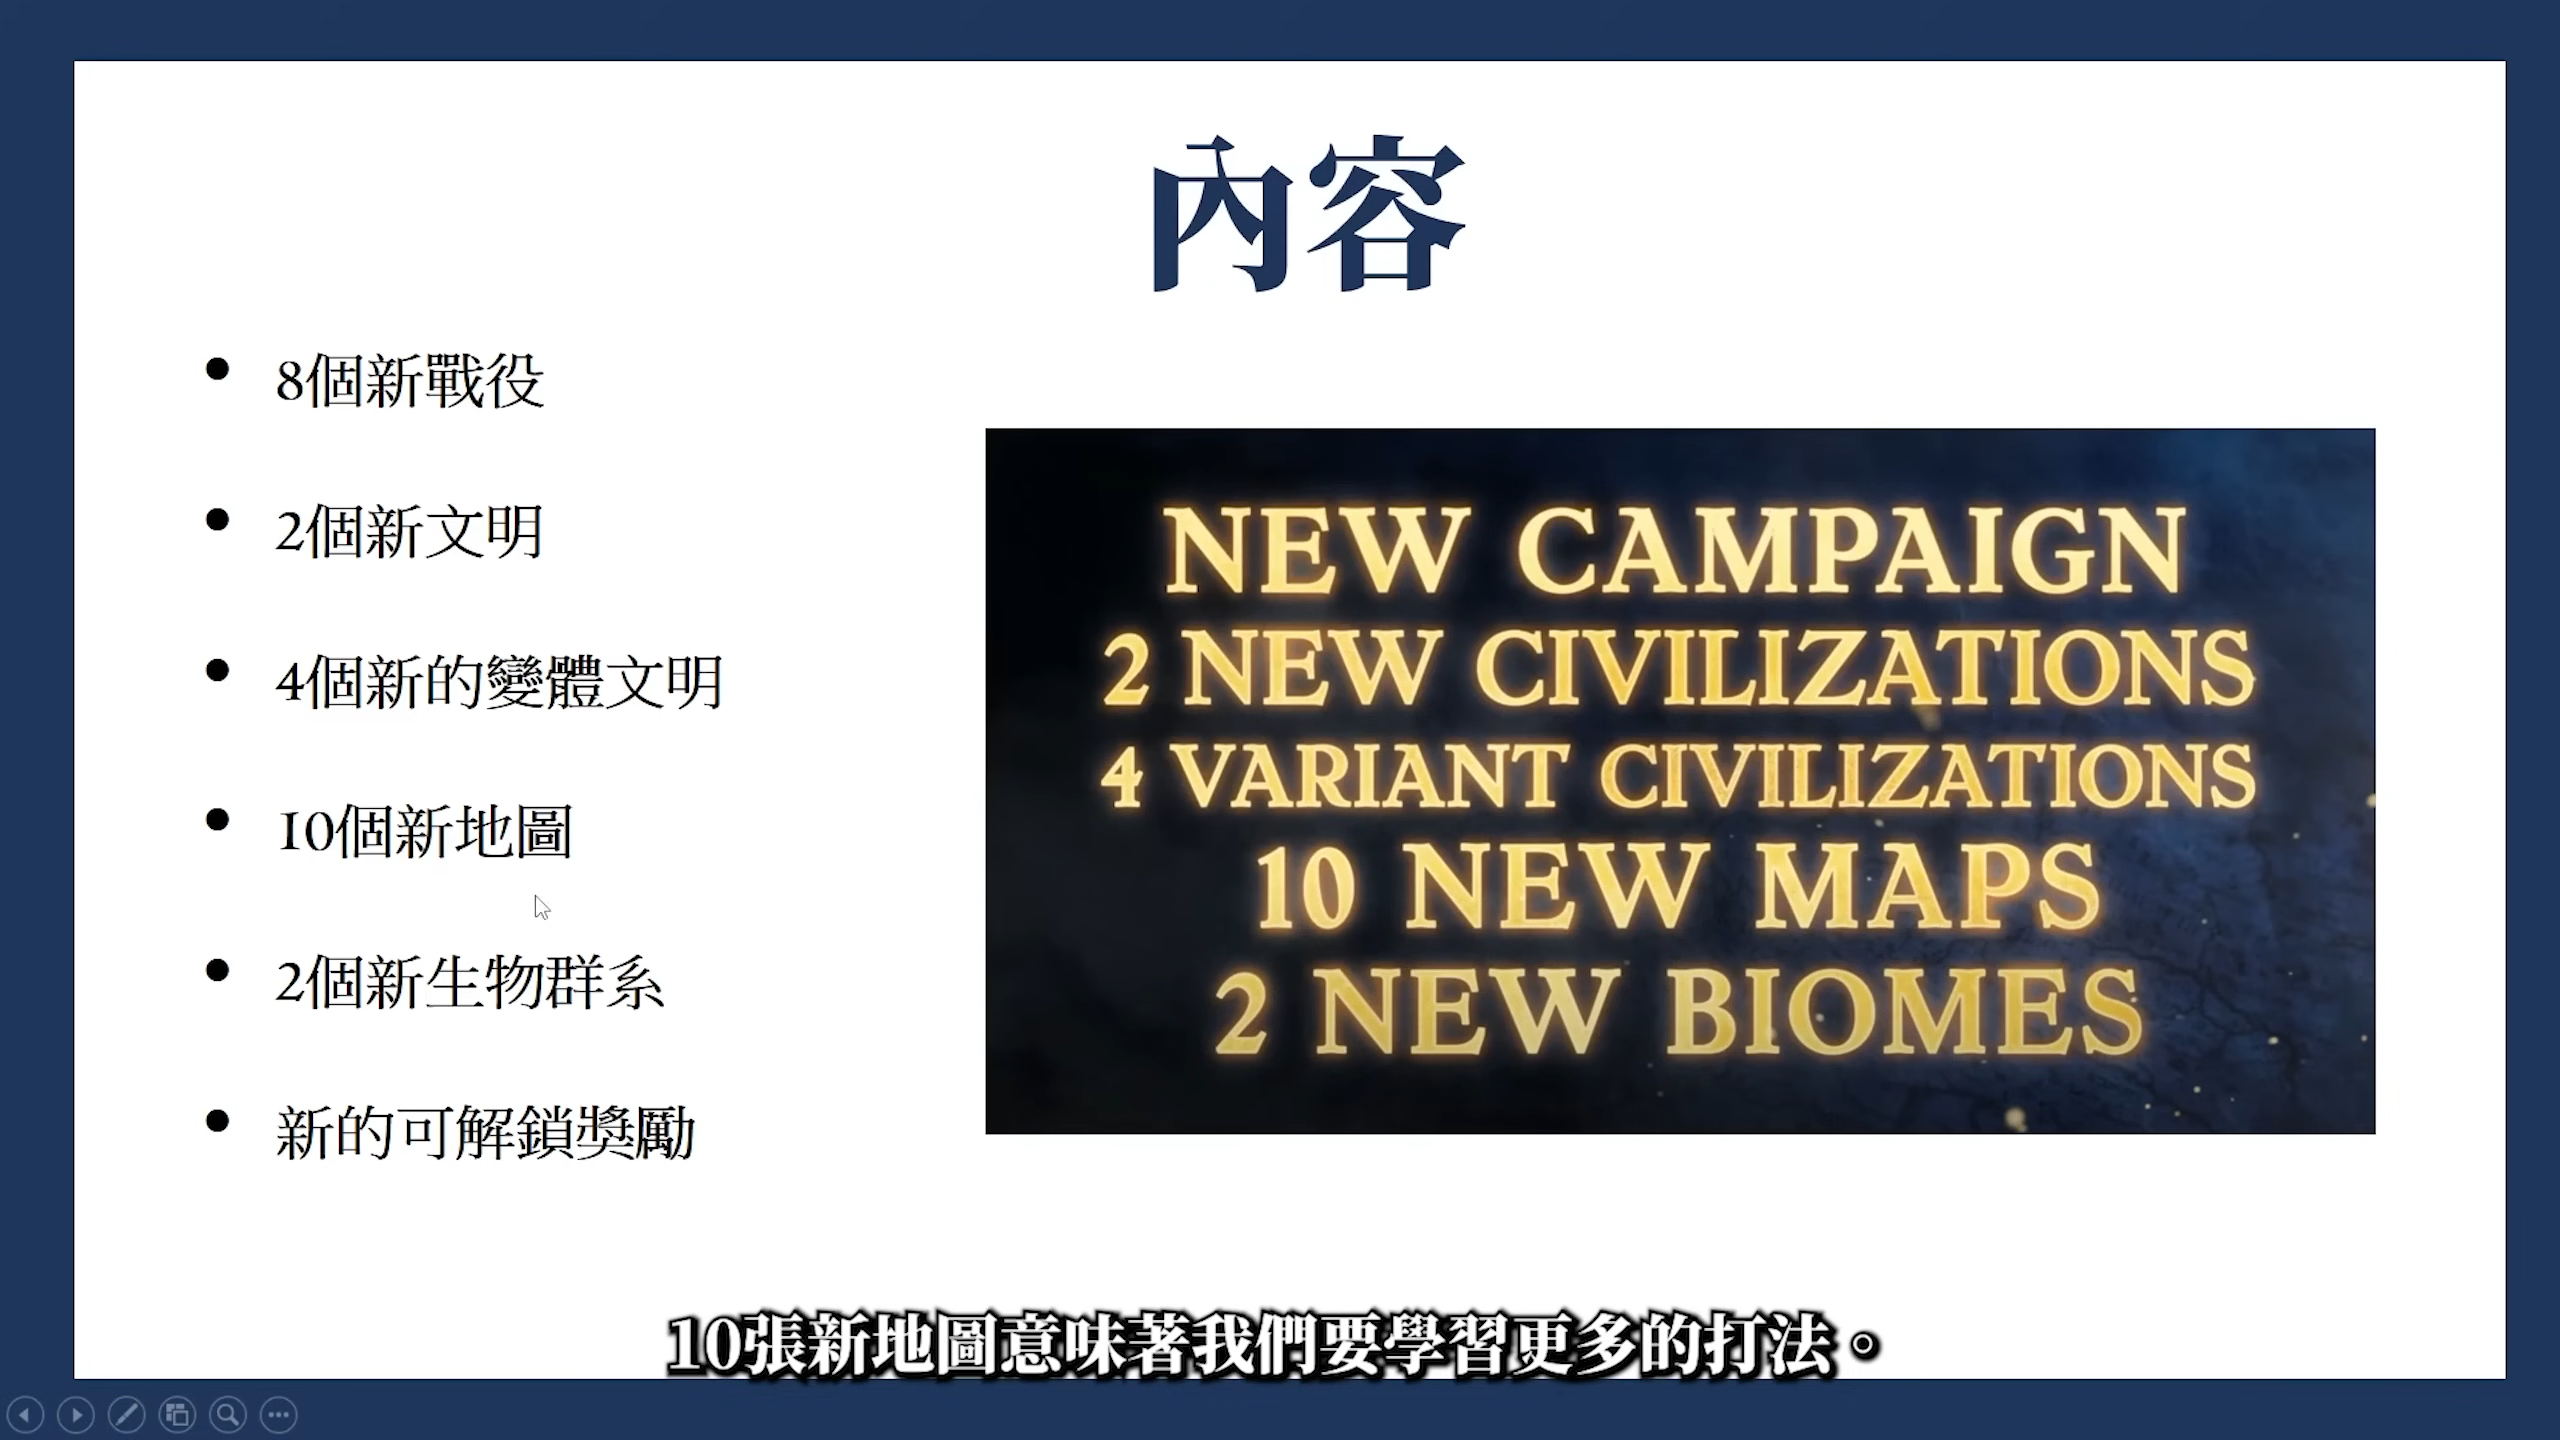 內容
8個新戰役
2個新文明
4個新的變體文明
10個新地圖
2個新生物群系
新的可解鎖獎勵
NEW CAMPAIGN
2 NEW CIVILIZATIONS
4 VARIANT CIVILIZATIONS
10 NEW MAPS
2 NEW BIOMES
10張新地圖意味著我們要學習更多的打法。